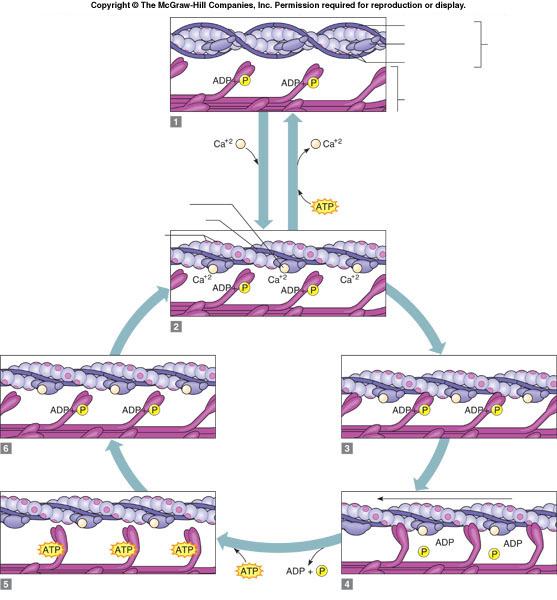 Copyright © The McGraw-Hill Companies, Inc. Permission required for reproduction or display.
ADP+ P
ADP+ P
1
Ca+2
Ca+2
ATP
Ca+2
Ca+2
Ca+2
ADP+ P
ADP+ P
2
ADP+ P
ADP+ P
6
ADP+ P
ADP+ P
3
ATP
ATP
ATP
5
ATP
ADP + P
ADP
P
ADP
P
4